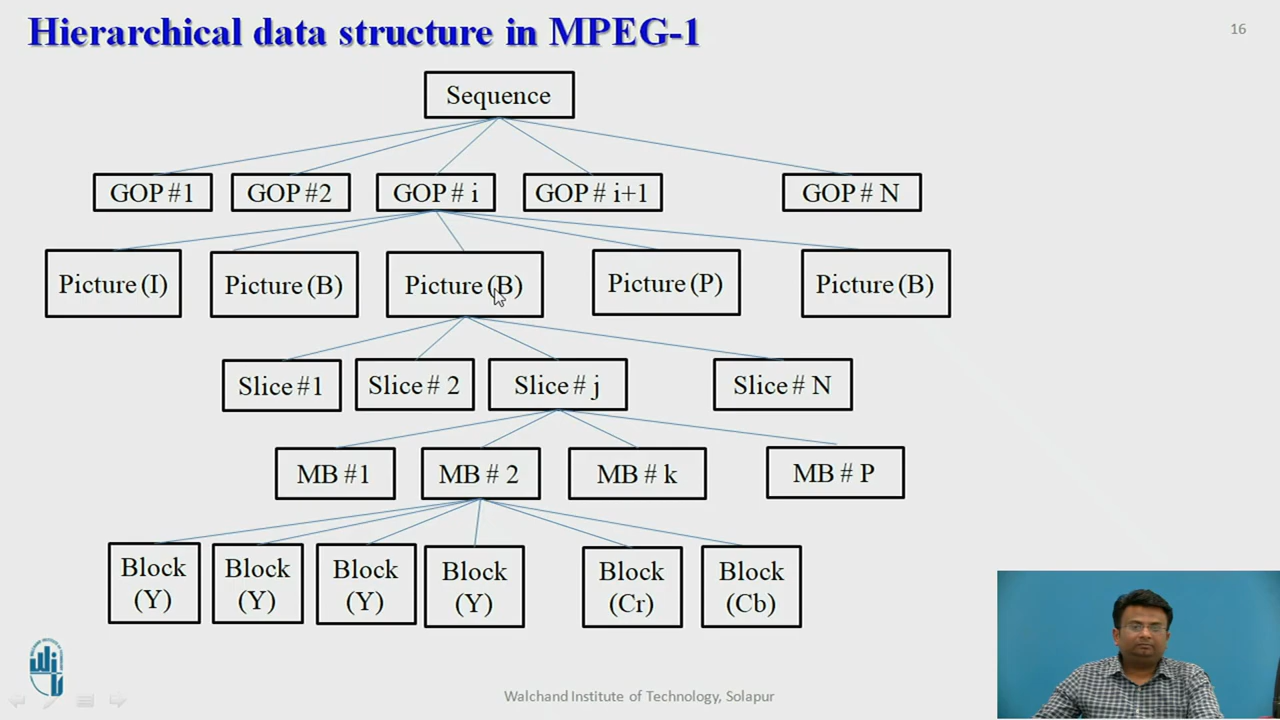 Hierarchical data structure in MPEG-1
16
Sequence
GOP #1
GOP #2
GOP # i
GOP # i+1
GOP # N
Picture (I)
Picture (B)
Picture (B)
Picture (P)
Picture (B)
Slice #1
Slice # 2
Slice # j
Slice # N
MB #1
MB # 2
MB # k
MB # P
Block
(Y)
Block
(Y)
Block
(Y)
Block
(Y)
Block
(Cr)
Block
(Cb)
Walchand Institute of Technology, Solapur